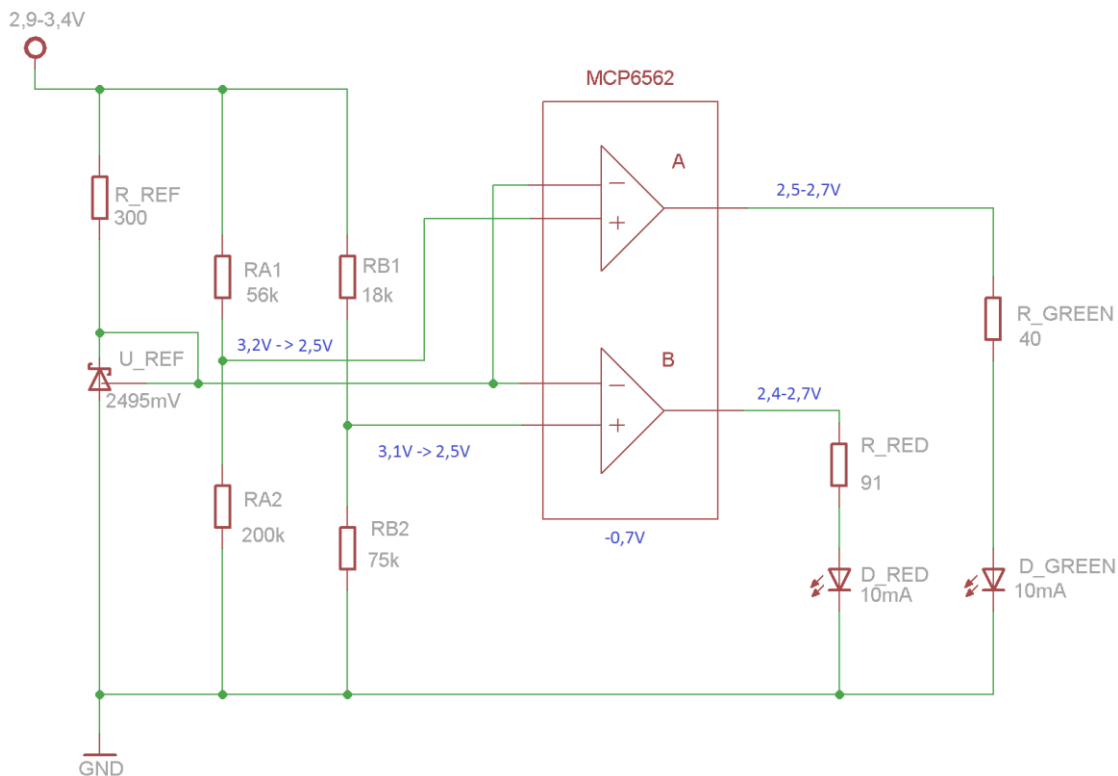 2,9-3,4V
MCP6562
A
R_REF
300
RA1
56k
RB1
18k
2,5-2,7V
R_GREEN
40
3,2V -> 2,5V
U_REF
2495mV
B
2,4-2,7V
3,1V -> 2,5V
R_RED
91
RA2
200k
RB2
75k
-0,7V
D_RED
10mA
D_GREEN
10mA
GND